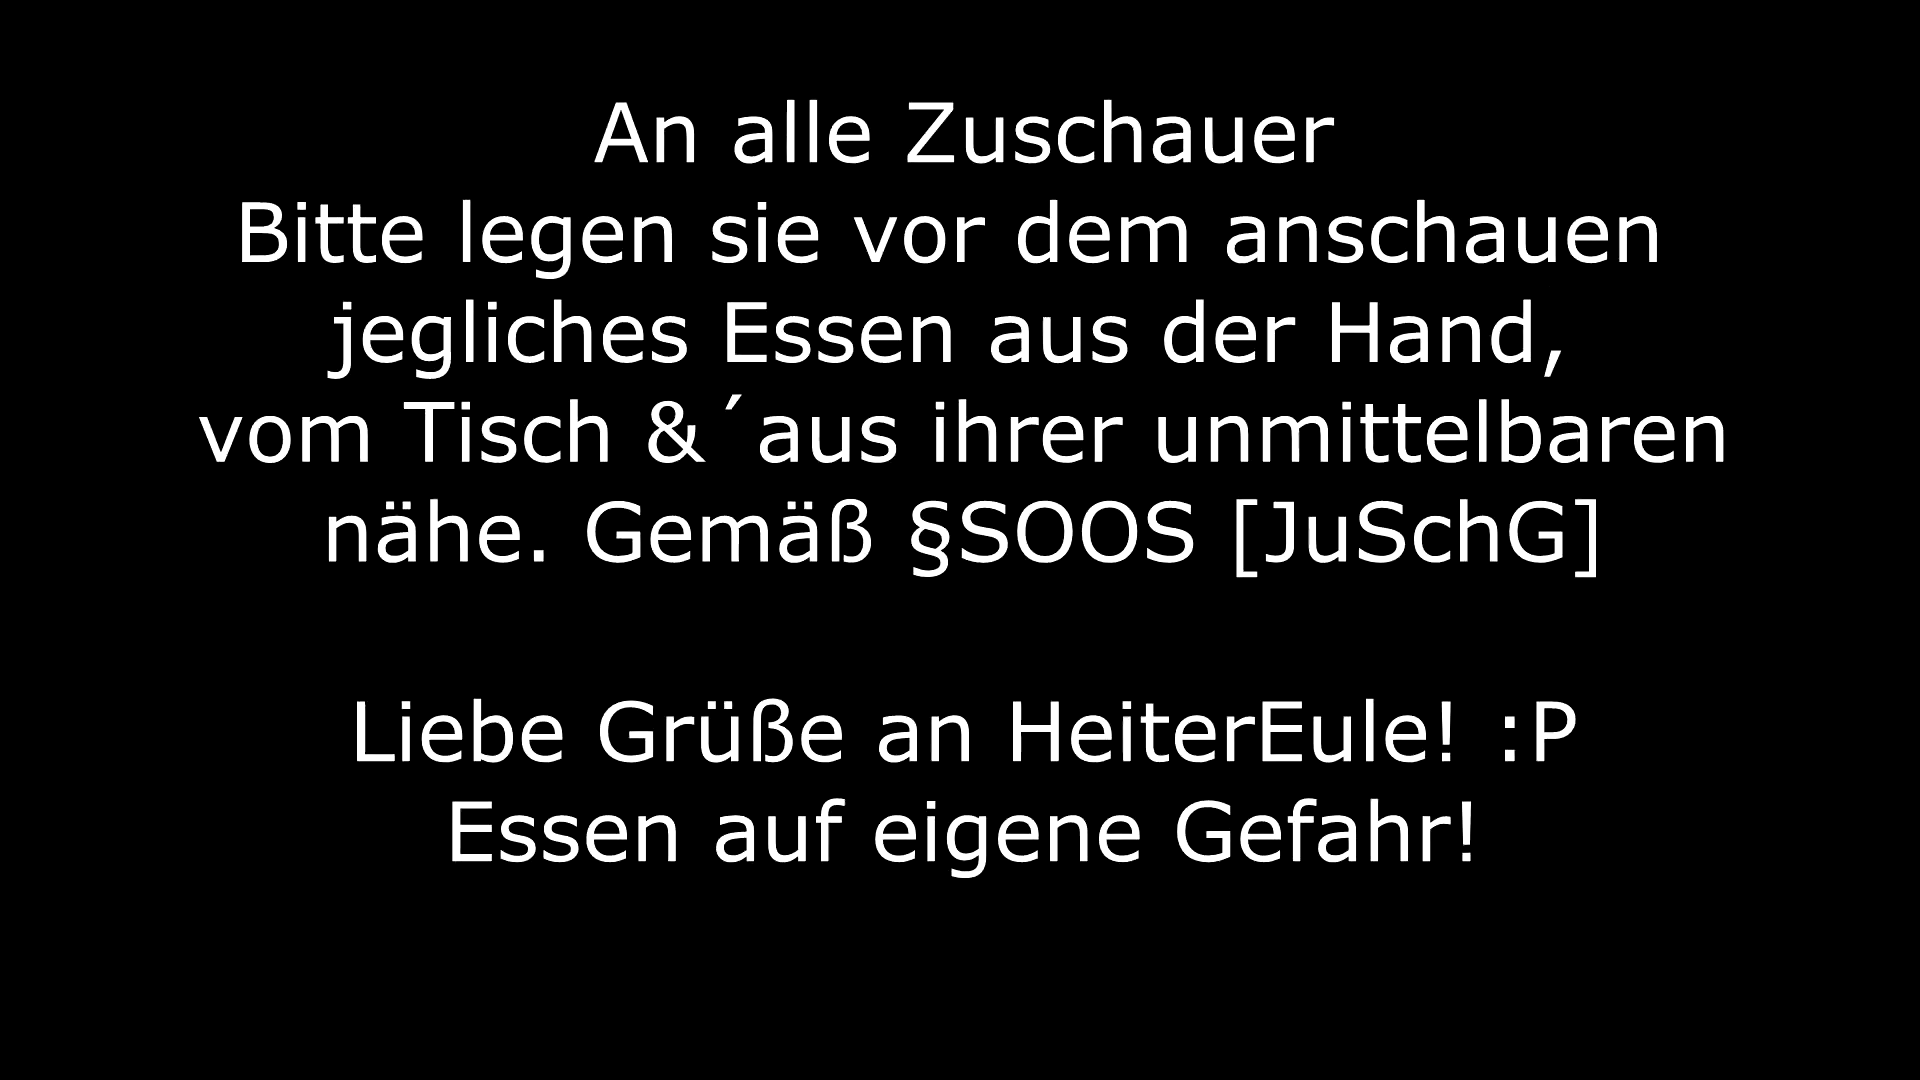 An alle Zuschauer
Bitte legen sie vor dem anschauen
jegliches Essen aus der Hand,
vom Tisch &´aus ihrer unmittelbaren
nähe. Gemäß §SOOS [JuSchG]
Liebe Grüße an HeiterEule! :P
Essen auf eigene Gefahr!